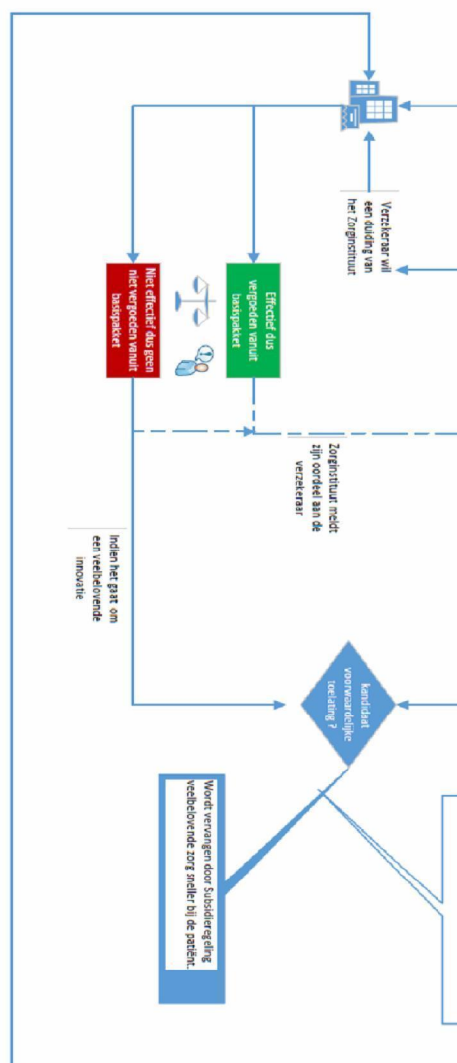 Verzekeraar wil
een duiding van
het Zorginstituut
Effectief dus
vergoeden vanuit
basispakket
Niet effectief dus geen
niet vergoeden vanuit
basispakket
Zorginstituut meldt
zijn oordeel aan de
verzekeraar
Indien het gaat om
een veelbelovende
innovatie
kandidaat
voorwaardelijke
toelating ?
Wordt vervangen door Subsidieregeling
veelbelovende zorg sneller bij de patiënt.